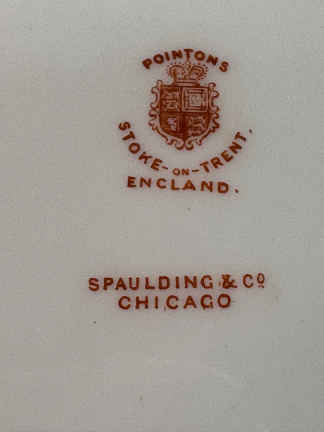 POINTONS
STOKE-ON-TRENT.
ENGLAND.
SPAULDING & Co
CHICAGO